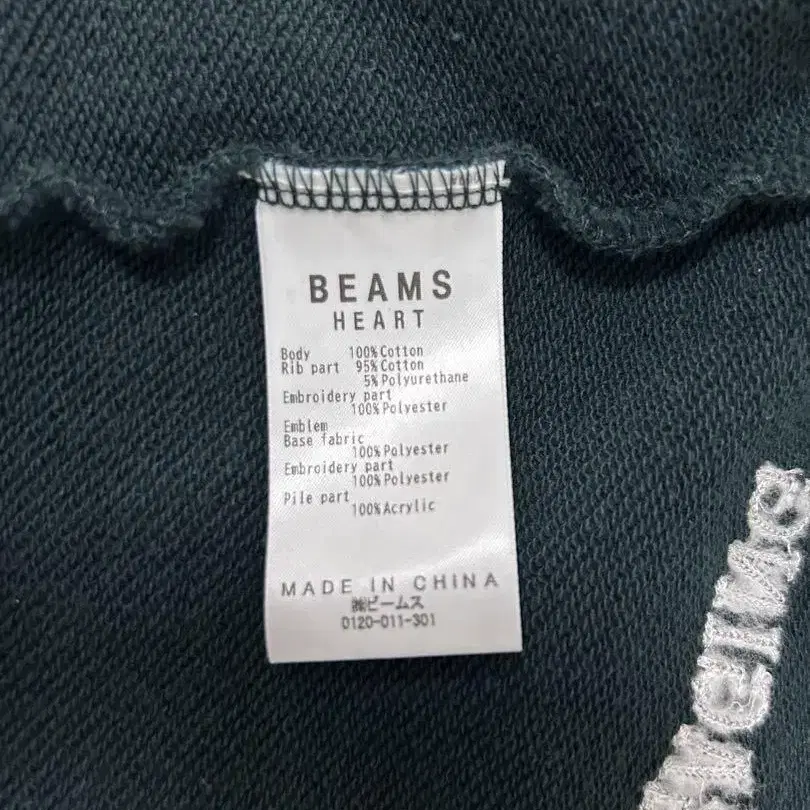 BEAMS
HEART
Body 100%Cotton
Rib part 95%Cotton
5%Polyurethane
Embroidery part
100%Polyester
Emblem
Base fabric
100%Polyester
Embroidery part
100%Polyester
Pile part
100%Acrylic
MADE IN CHINA
㈱ビームス
0120-011-301